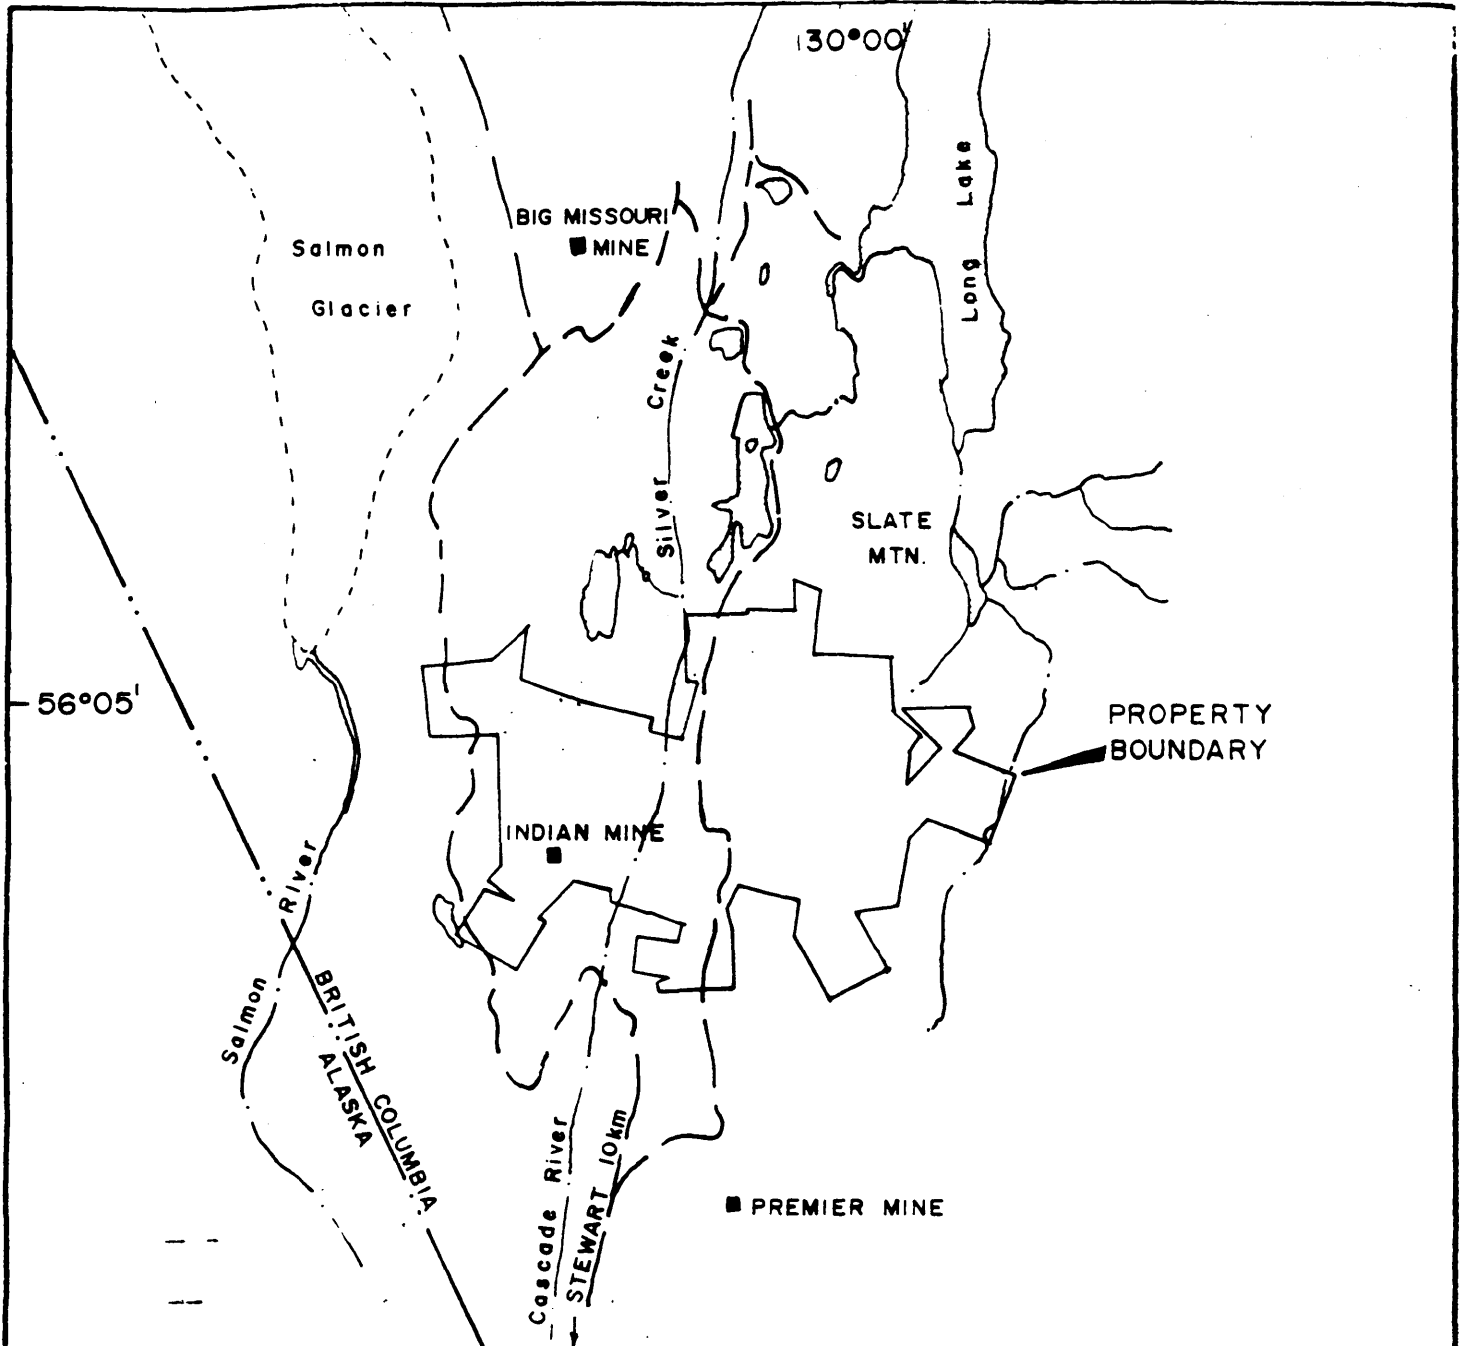 130°00'
Long Lake
BIG MISSOURI
MINE
Salmon
Glacier
Silver Creek
SLATE
MTN.
56°05'
PROPERTY
BOUNDARY
INDIAN MINE
Salmon River
BRITISH COLUMBIA
ALASKA
Cascade River
STEWART 10km
PREMIER MINE